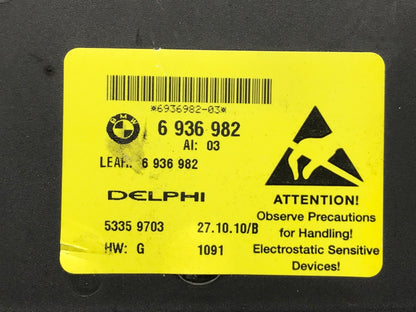 *6936982-03*
BMW
6 936 982
AI: 03
LEAR: 6 936 982
DELPHI
5335 9703 27.10.10/B
HW: G 1091
ATTENTION!
Observe Precautions
for Handling!
Electrostatic Sensitive
Devices!